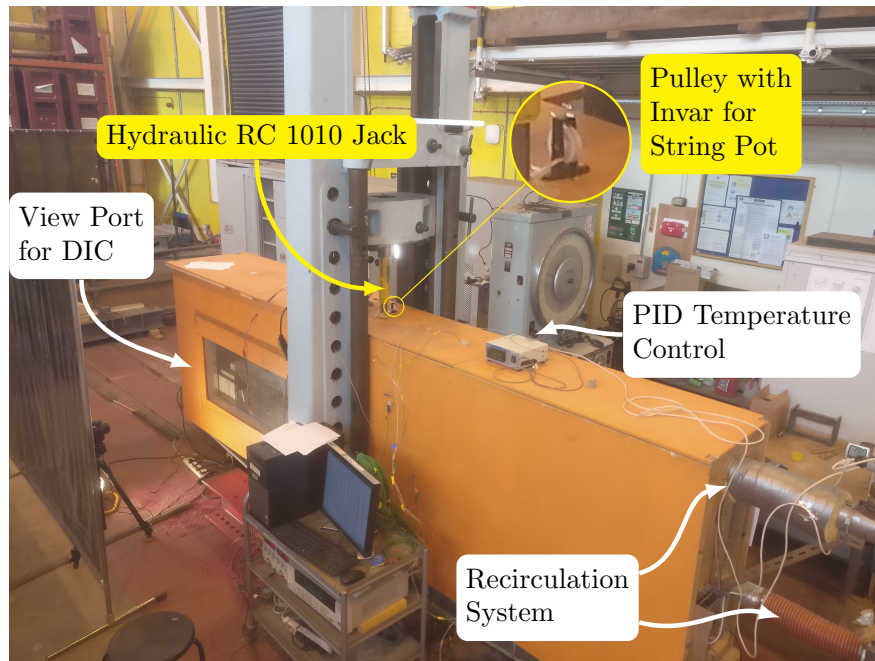 Pulley with
Invar for
String Pot
Hydraulic RC 1010 Jack
View Port
for DIC
PID Temperature
Control
Recirculation
System